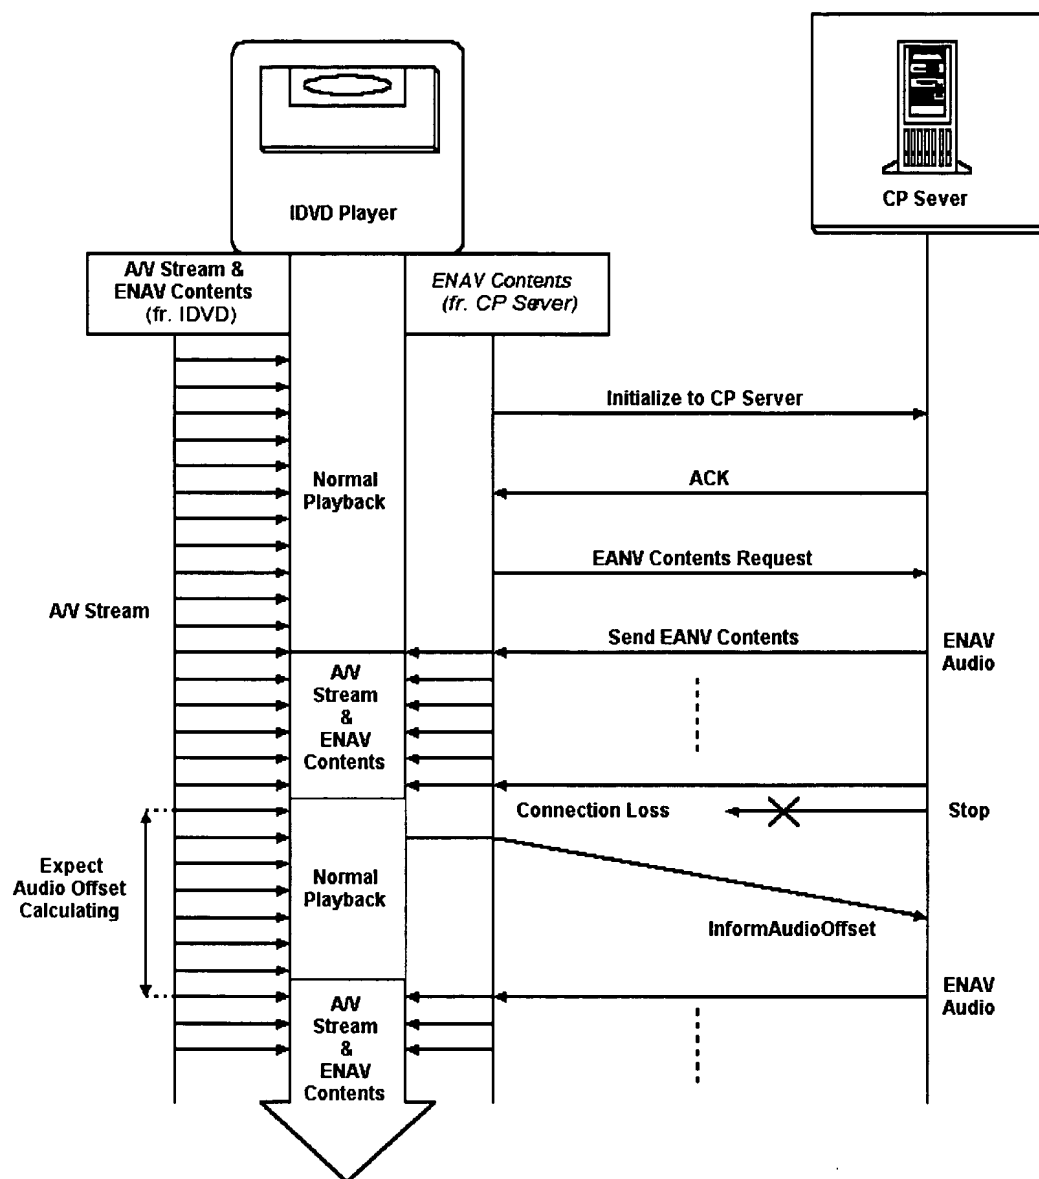 IDVD Player
CP Sever
A/V Stream &
ENAV Contents
(fr. IDVD)
ENAV Contents
(fr. CP Server)
Initialize to CP Server
Normal
Playback
ACK
EANV Contents Request
A/V Stream
Send EANV Contents
ENAV
Audio
A/V
Stream
&
ENAV
Contents
Connection Loss
Stop
Expect
Audio Offset
Calculating
Normal
Playback
InformAudioOffset
ENAV
Audio
A/V
Stream
&
ENAV
Contents